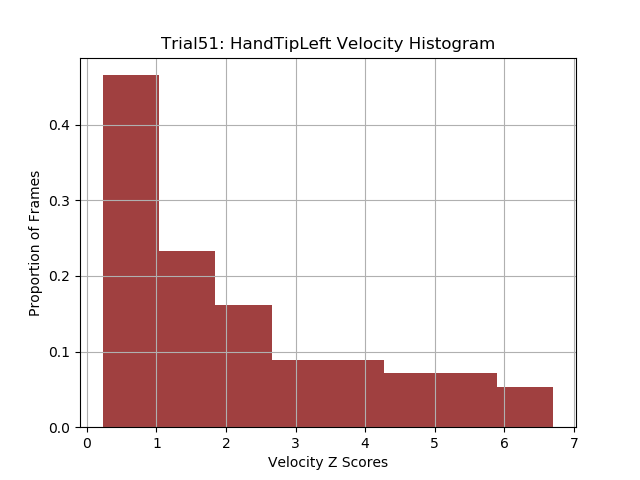 Trial51: HandTipLeft Velocity Histogram
Proportion of Frames
0.4
0.3
0.2
0.1
0.0
0 1 2 3 4 5 6 7
Velocity Z Scores